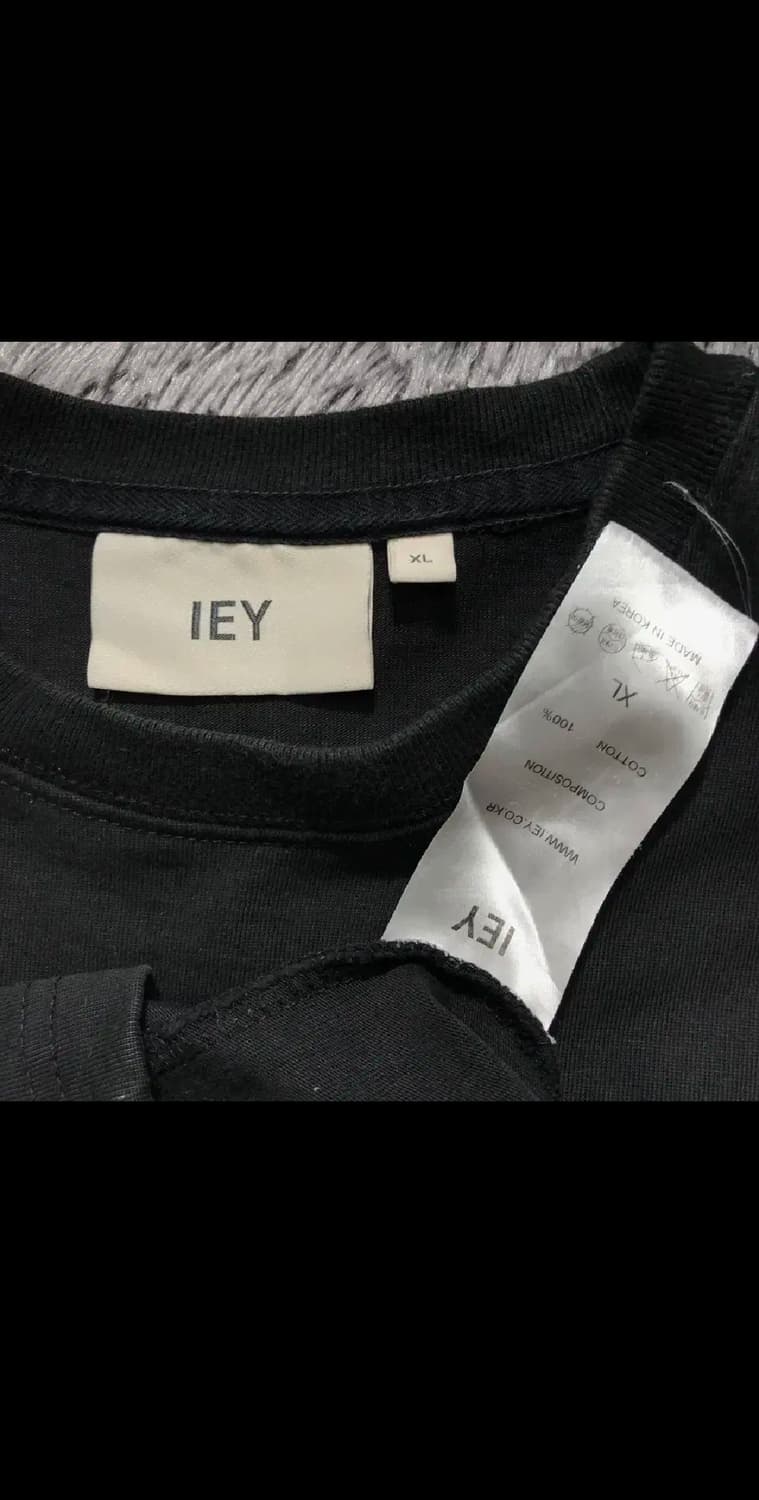 IEY
XL
IEY
WWW.IEY.CO.KR
COMPOSITION
COTTON 100%
XL
MADE IN KOREA